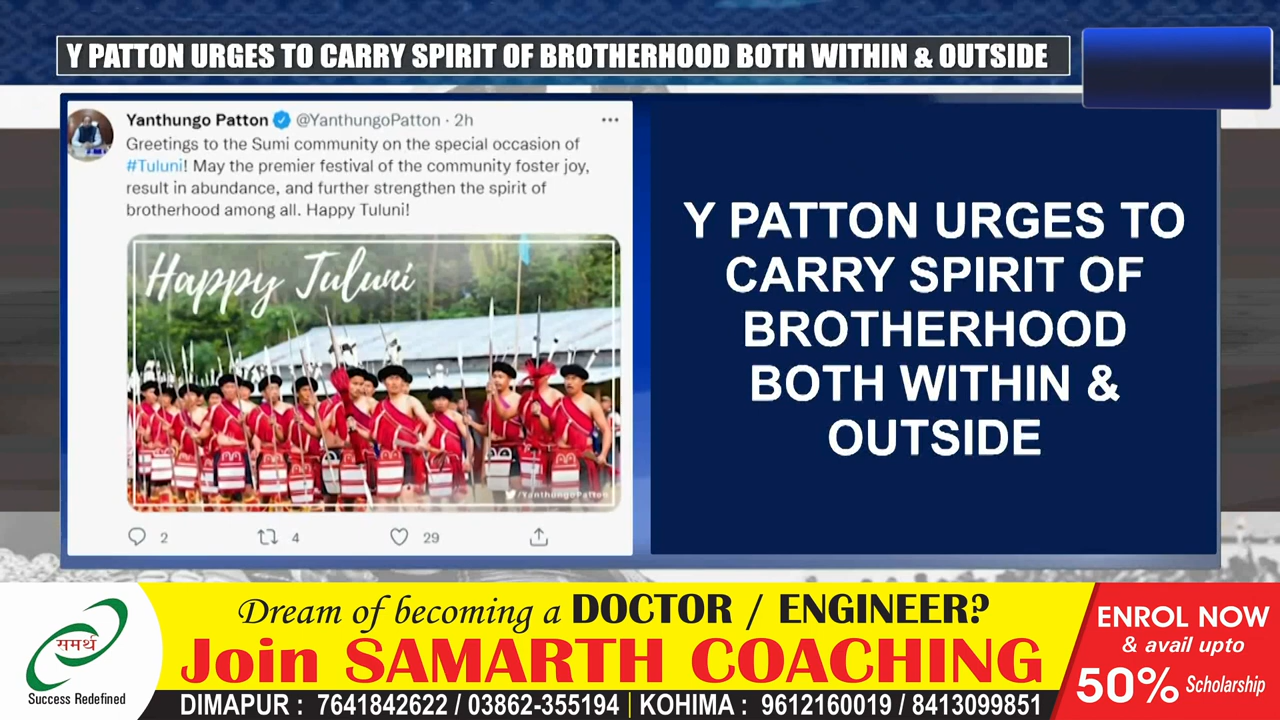 Y PATTON URGES TO CARRY SPIRIT OF BROTHERHOOD BOTH WITHIN & OUTSIDE
Yanthungo Patton @YanthungoPatton · 2h
Greetings to the Sumi community on the special occasion of
#Tuluni! May the premier festival of the community foster joy,
result in abundance, and further strengthen the spirit of
brotherhood among all. Happy Tuluni!
Happy Tuluni
/YanthungoPatton
2 4 29
Y PATTON URGES TO
CARRY SPIRIT OF
BROTHERHOOD
BOTH WITHIN &
OUTSIDE
समर्थ
Success Redefined
Dream of becoming a DOCTOR / ENGINEER?
Join SAMARTH COACHING
DIMAPUR : 7641842622 / 03862-355194 | KOHIMA : 9612160019 / 8413099851
ENROL NOW
& avail upto
50% Scholarship